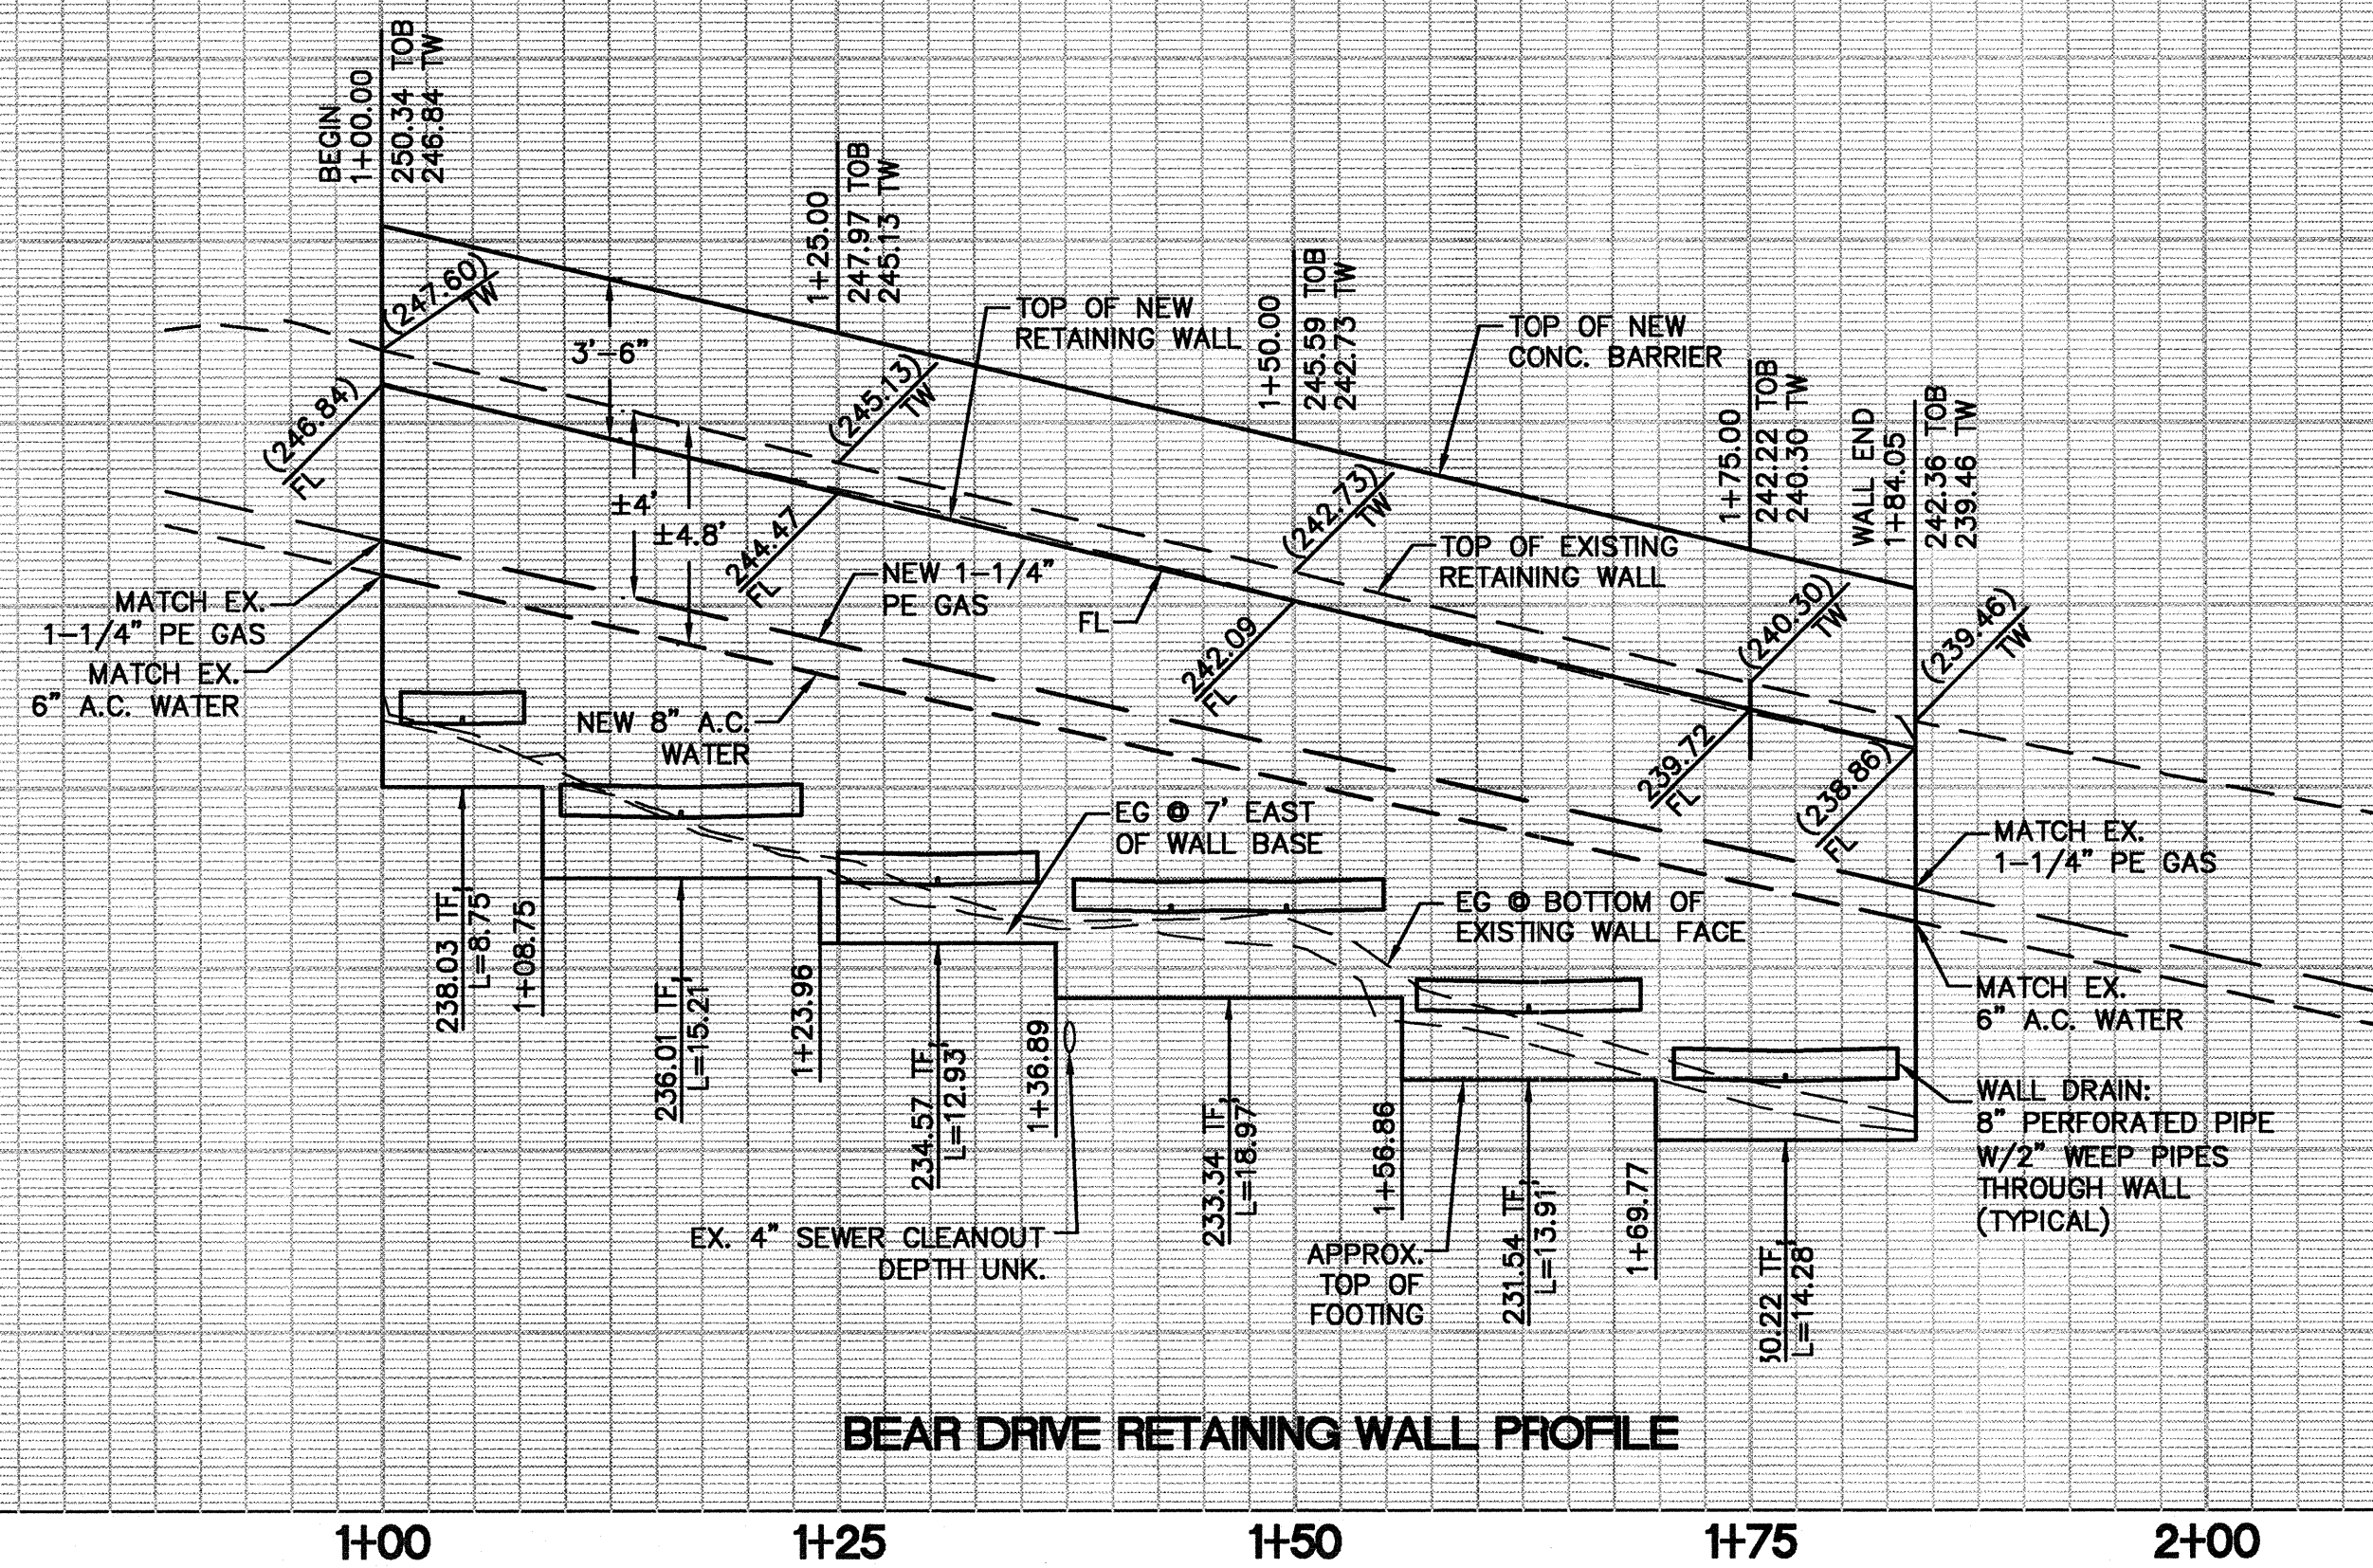 BEGIN
1+00.00
250.34 TOB
246.84 TW
1+25.00
247.97 TOB
245.13 TW
1+50.00
245.59 TOB
242.73 TW
1+75.00
242.22 TOB
240.30 TW
WALL END
1+84.05
242.36 TOB
239.46 TW
(247.60)
TW
(246.84)
FL
3'-6"
±4'
±4.8'
(245.13)
TW
244.47
FL
TOP OF NEW
RETAINING WALL
TOP OF NEW
CONC. BARRIER
(242.73)
TW
242.09
FL
TOP OF EXISTING
RETAINING WALL
NEW 1-1/4"
PE GAS
FL
(240.30)
TW
239.72
FL
(239.46)
TW
(238.86)
FL
MATCH EX.
1-1/4" PE GAS
MATCH EX.
6" A.C. WATER
NEW 8" A.C.
WATER
EG @ 7' EAST
OF WALL BASE
EG @ BOTTOM OF
EXISTING WALL FACE
MATCH EX.
1-1/4" PE GAS
MATCH EX.
6" A.C. WATER
WALL DRAIN:
8" PERFORATED PIPE
W/2" WEEP PIPES
THROUGH WALL
(TYPICAL)
238.03 TF,
L=8.75'
1+08.75
236.01 TF,
L=15.21'
1+23.96
234.57 TF,
L=12.93'
1+36.89
EX. 4" SEWER CLEANOUT
DEPTH UNK.
233.34 TF,
L=18.97'
1+56.86
APPROX.
TOP OF
FOOTING
231.54 TF,
L=13.91'
1+69.77
30.22 TF,
L=14.28'
BEAR DRIVE RETAINING WALL PROFILE
1+00
1+25
1+50
1+75
2+00